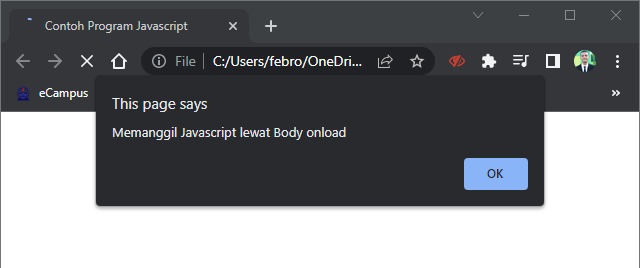 Contoh Program Javascript
File
C:/Users/febro/OneDri...
eCampus
This page says
Memanggil Javascript lewat Body onload
OK